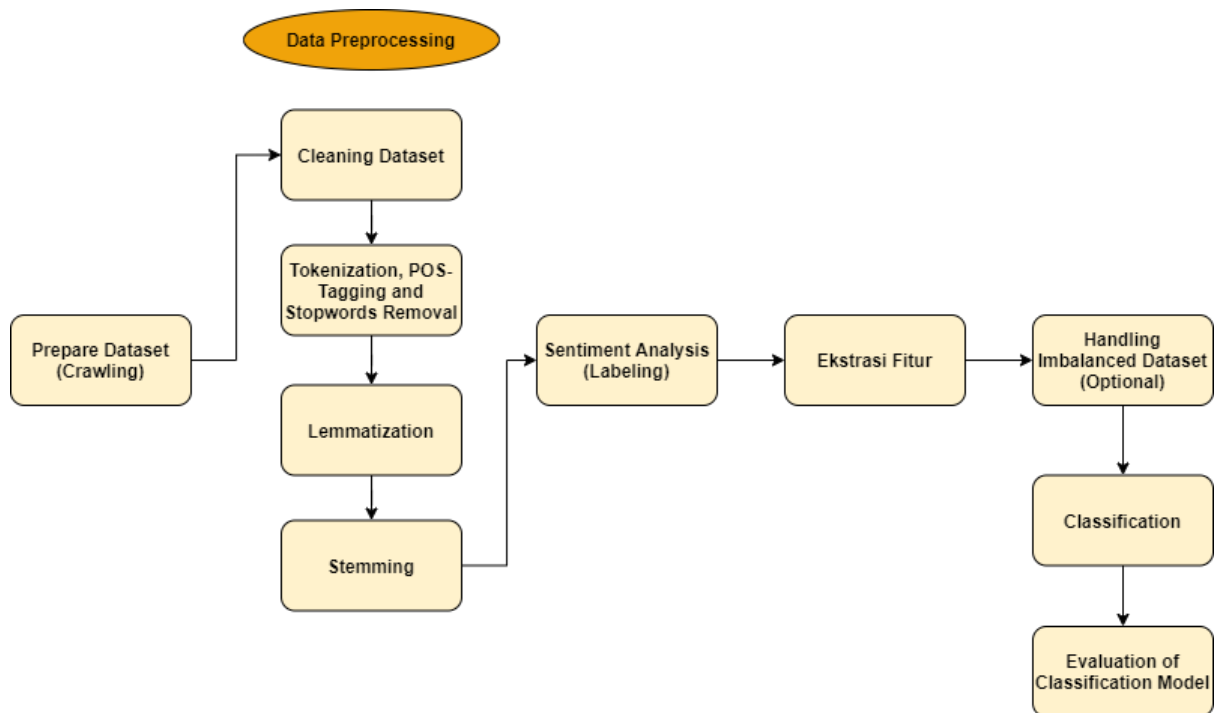 Data Preprocessing
Cleaning Dataset
Tokenization, POS-
Tagging and
Stopwords Removal
Prepare Dataset
(Crawling)
Lemmatization
Stemming
Sentiment Analysis
(Labeling)
Ekstrasi Fitur
Handling
Imbalanced Dataset
(Optional)
Classification
Evaluation of
Classification Model